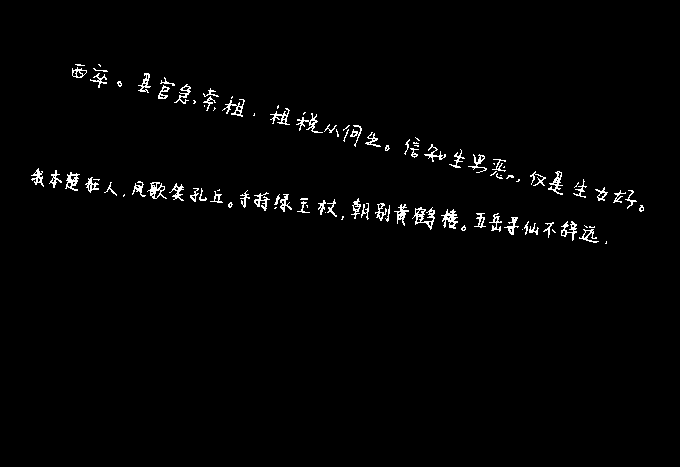 西卒。县官急索租，租税从何出。信知生男恶，仅是生女好。
我本楚狂人，凤歌笑孔丘。手持绿玉杖，朝别黄鹤楼。五岳寻仙不辞远，